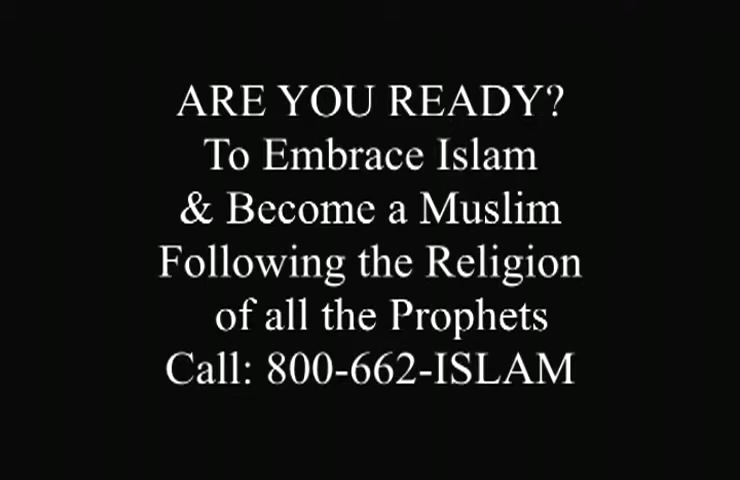 ARE YOU READY?
To Embrace Islam
& Become a Muslim
Following the Religion
of all the Prophets
Call: 800-662-ISLAM